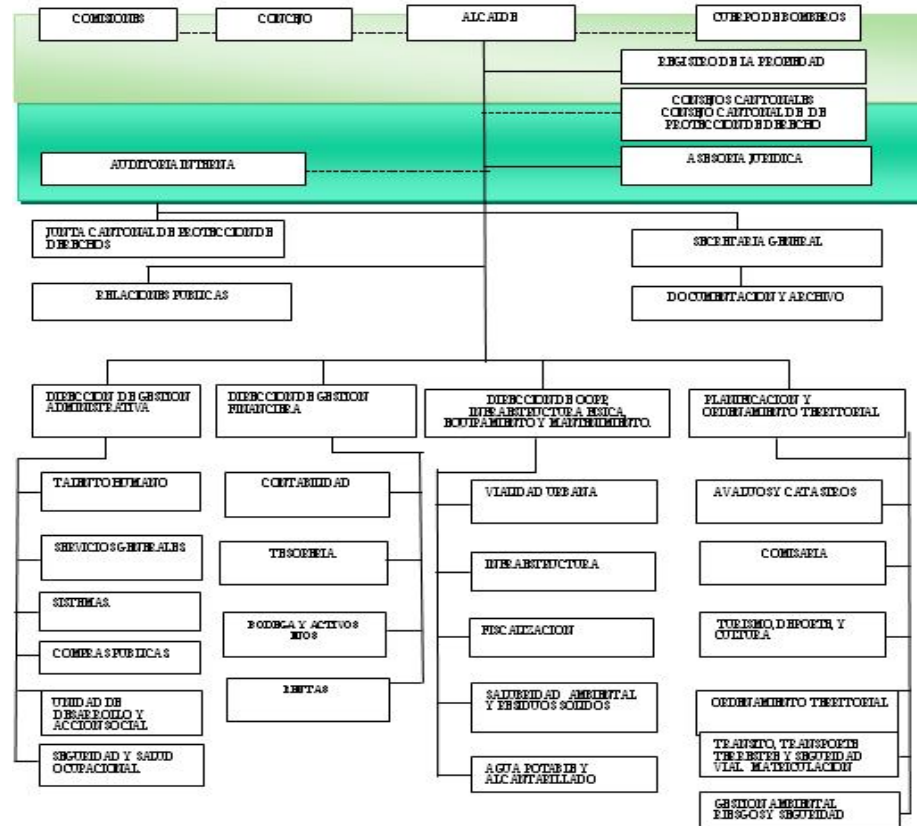 COMISIONES
CONCEJO
ALCALDE
CUERPO DE BOMBEROS
REGISTRO DE LA PROPIEDAD
CONSEJOS CANTONALES
CONSEJO CANTONAL DE DE
PROTECCION DE DERECHO
AUDITORIA INTERNA
ASESORIA JURIDICA
JUNTA CANTONAL DE PROTECCION DE
DERECHOS
SECRETARIA GENERAL
RELACIONES PUBLICAS
DOCUMENTACION Y ARCHIVO
DIRECCION DE GESTION
ADMINISTRATIVA
DIRECCION DE GESTION
FINANCIERA
DIRECCION DE OOPP,
INFRAESTRUCTURA FISICA,
EQUIPAMIENTO Y MANTENIMIENTO.
PLANIFICACION Y
ORDENAMIENTO TERRITORIAL
TALENTO HUMANO
CONTABILIDAD
VIALIDAD URBANA
AVALUOS Y CATASTROS
SERVICIOS GENERALES
TESORERIA
INFRAESTRUCTURA
COMISARIA
SISTEMAS
BODEGA Y ACTIVOS
FIJOS
FISCALIZACION
TURISMO, DEPORTE, Y
CULTURA
COMPRAS PUBLICAS
RENTAS
SALUBRIDAD AMBIENTAL
Y RESIDUOS SOLIDOS
ORDENAMIENTO TERRITORIAL
UNIDAD DE
DESARROLLO Y
ACCION SOCIAL
TRANSITO, TRANSPORTE
TERRESTRE Y SEGURIDAD
VIAL MATRICULACION
SEGURIDAD Y SALUD
OCUPACIONAL
AGUA POTABLE Y
ALCANTARILLADO
GESTION AMBIENTAL
RIESGOS Y SEGURIDAD